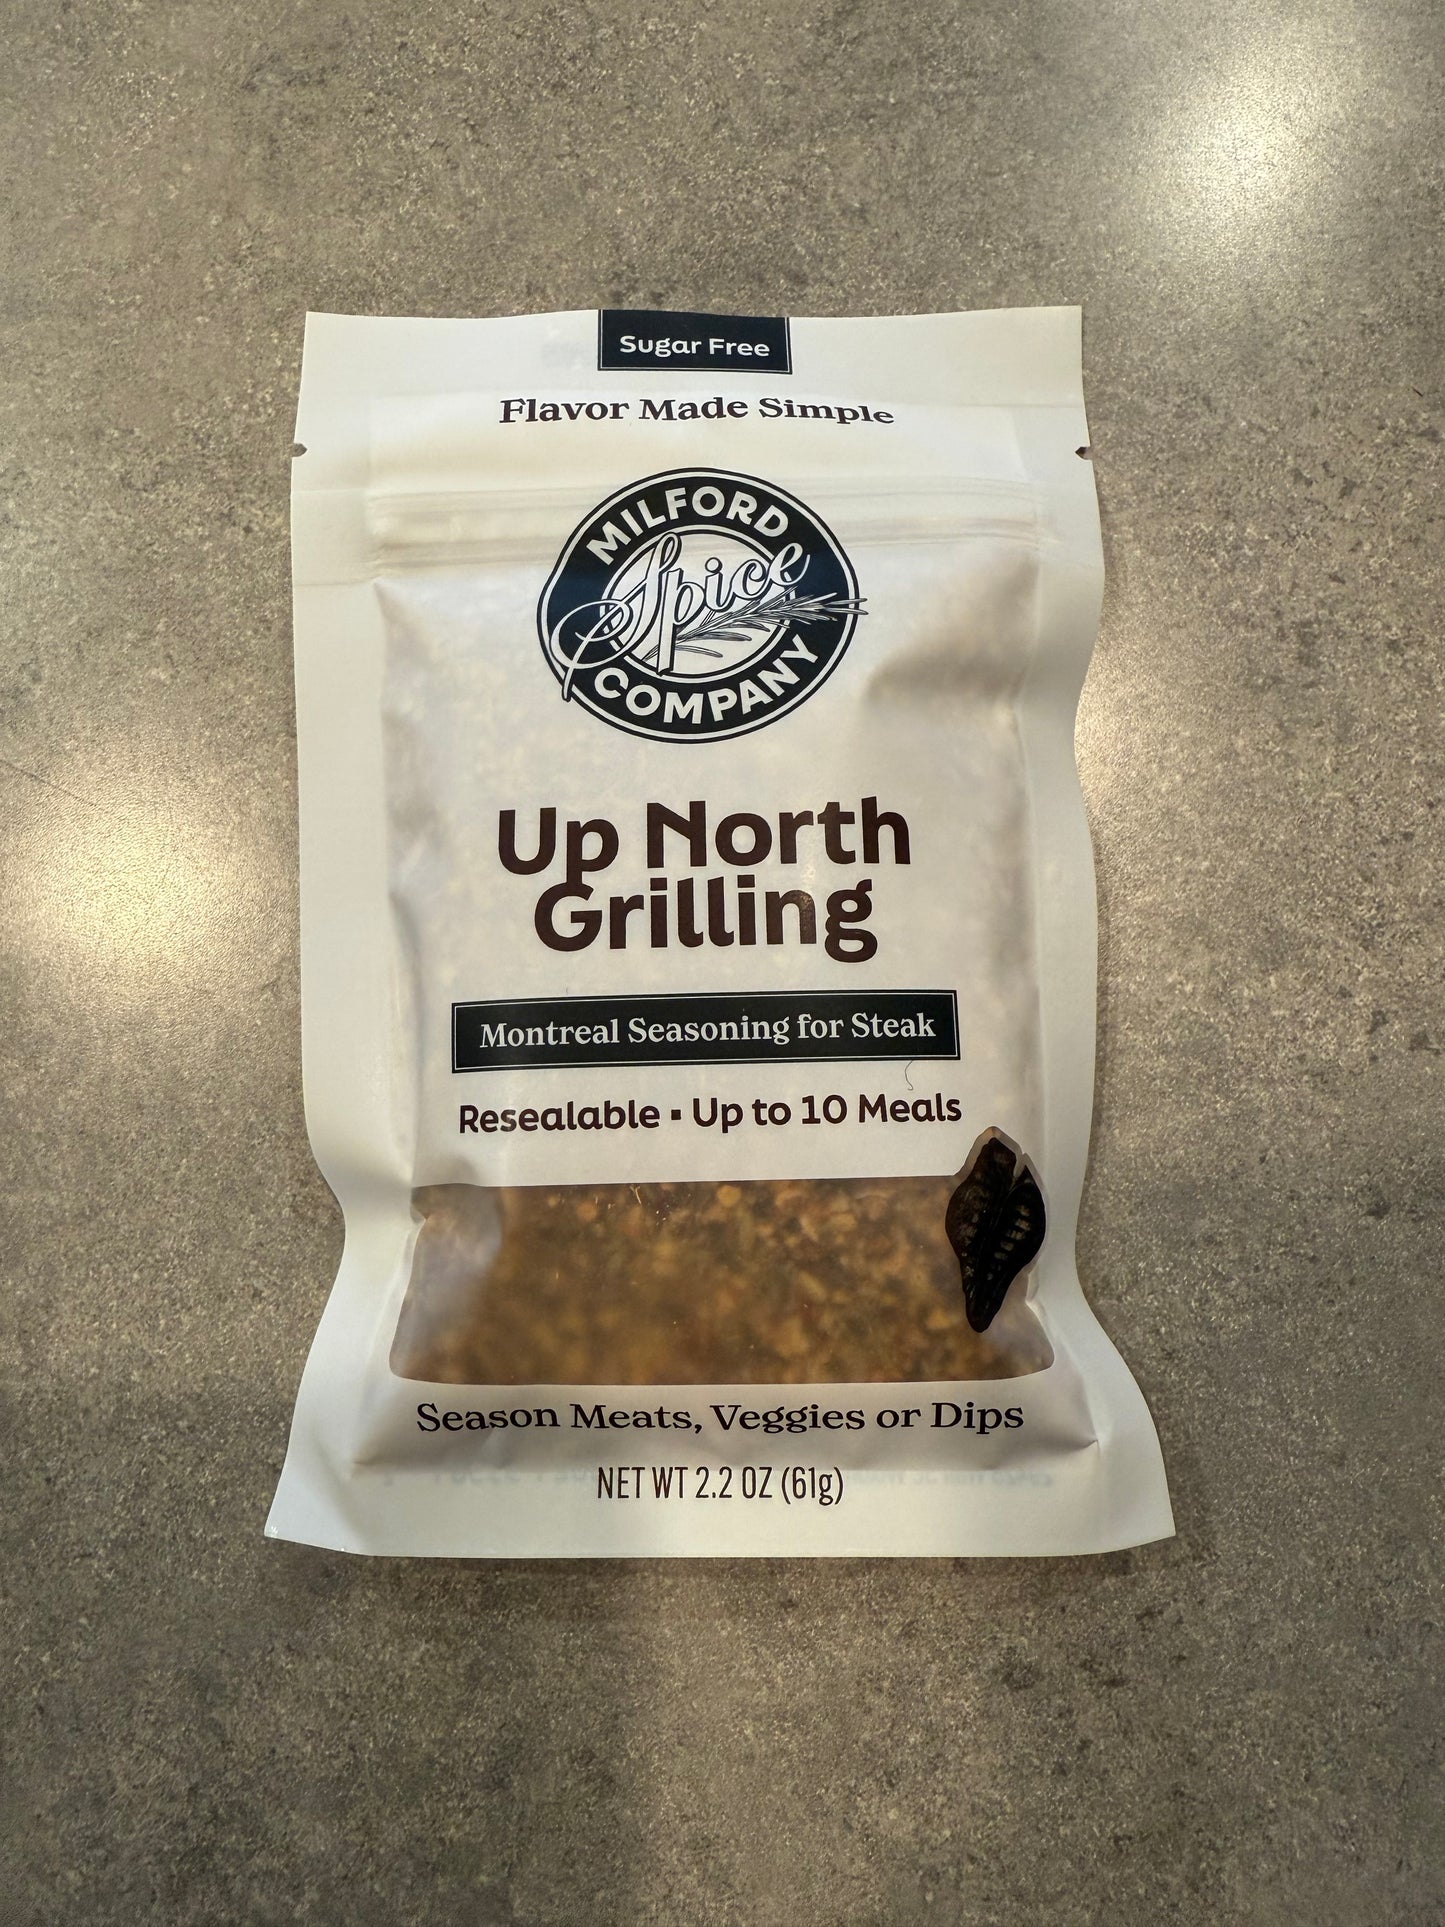 Sugar Free
Flavor Made Simple
MILFORD
Spice
COMPANY
Up North
Grilling
Montreal Seasoning for Steak
Resealable ▪ Up to 10 Meals
Season Meats, Veggies or Dips
NET WT 2.2 OZ (61g)